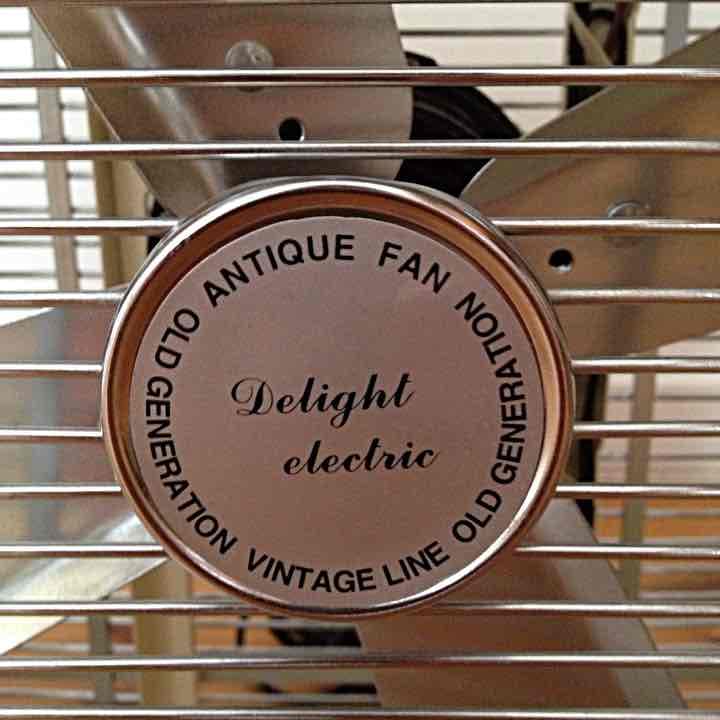 ANTIQUE FAN
OLD GENERATION
VINTAGE LINE
OLD GENERATION
Delight
electric